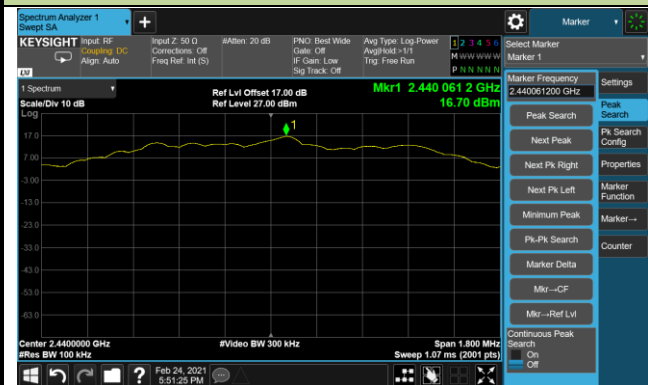 Spectrum Analyzer 1
Swept SA
+
Marker
KEYSIGHT
Input: RF
Coupling: DC
Align: Auto
Input Z: 50 Ω
Corrections: Off
Freq Ref: Int (S)
#Atten: 20 dB
PNO: Best Wide
Gate: Off
IF Gain: Low
Sig Track: Off
Avg Type: Log-Power
Avg|Hold:>1/1
Trig: Free Run
1 2 3 4 5 6
M W W W W W
P N N N N N
Select Marker
Marker 1
LXI
1 Spectrum
Scale/Div 10 dB
Log
Ref Lvl Offset 17.00 dB
Ref Level 27.00 dBm
Mkr1 2.440 061 2 GHz
16.70 dBm
1
17.0
7.00
-3.00
-13.0
-23.0
-33.0
-43.0
-53.0
-63.0
Center 2.4400000 GHz
#Res BW 100 kHz
#Video BW 300 kHz
Span 1.800 MHz
Sweep 1.07 ms (2001 pts)
Marker Frequency
2.440061200 GHz
Peak Search
Next Peak
Next Pk Right
Next Pk Left
Minimum Peak
Pk-Pk Search
Marker Delta
Mkr→CF
Mkr→Ref Lvl
Continuous Peak
Search
On
Off
Settings
Peak
Search
Pk Search
Config
Properties
Marker
Function
Marker→
Counter
?
Feb 24, 2021
5:51:25 PM